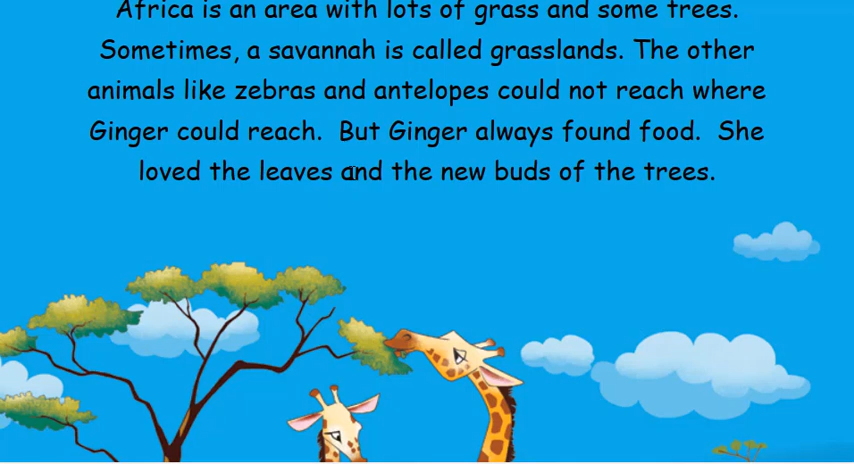 Africa is an area with lots of grass and some trees.
Sometimes, a savannah is called grasslands. The other
animals like zebras and antelopes could not reach where
Ginger could reach.  But Ginger always found food.  She
loved the leaves and the new buds of the trees.